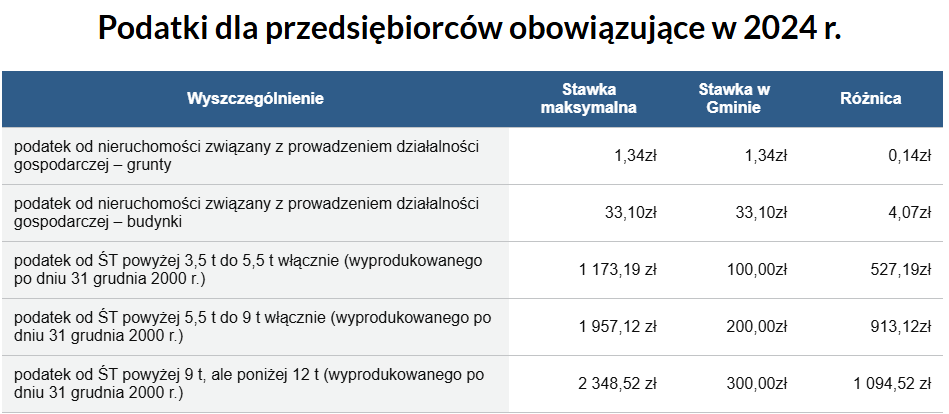 Podatki dla przedsiębiorców obowiązujące w 2024 r.
Wyszczególnienie Stawka maksymalna Stawka w Gminie Różnica
podatek od nieruchomości związany z prowadzeniem działalności
gospodarczej – grunty 1,34zł 1,34zł 0,14zł
podatek od nieruchomości związany z prowadzeniem działalności
gospodarczej – budynki 33,10zł 33,10zł 4,07zł
podatek od ŚT powyżej 3,5 t do 5,5 t włącznie (wyprodukowanego
po dniu 31 grudnia 2000 r.) 1 173,19 zł 100,00zł 527,19zł
podatek od ŚT powyżej 5,5 t do 9 t włącznie (wyprodukowanego po
dniu 31 grudnia 2000 r.) 1 957,12 zł 200,00zł 913,12zł
podatek od ŚT powyżej 9 t, ale poniżej 12 t (wyprodukowanego po
dniu 31 grudnia 2000 r.) 2 348,52 zł 300,00zł 1 094,52 zł